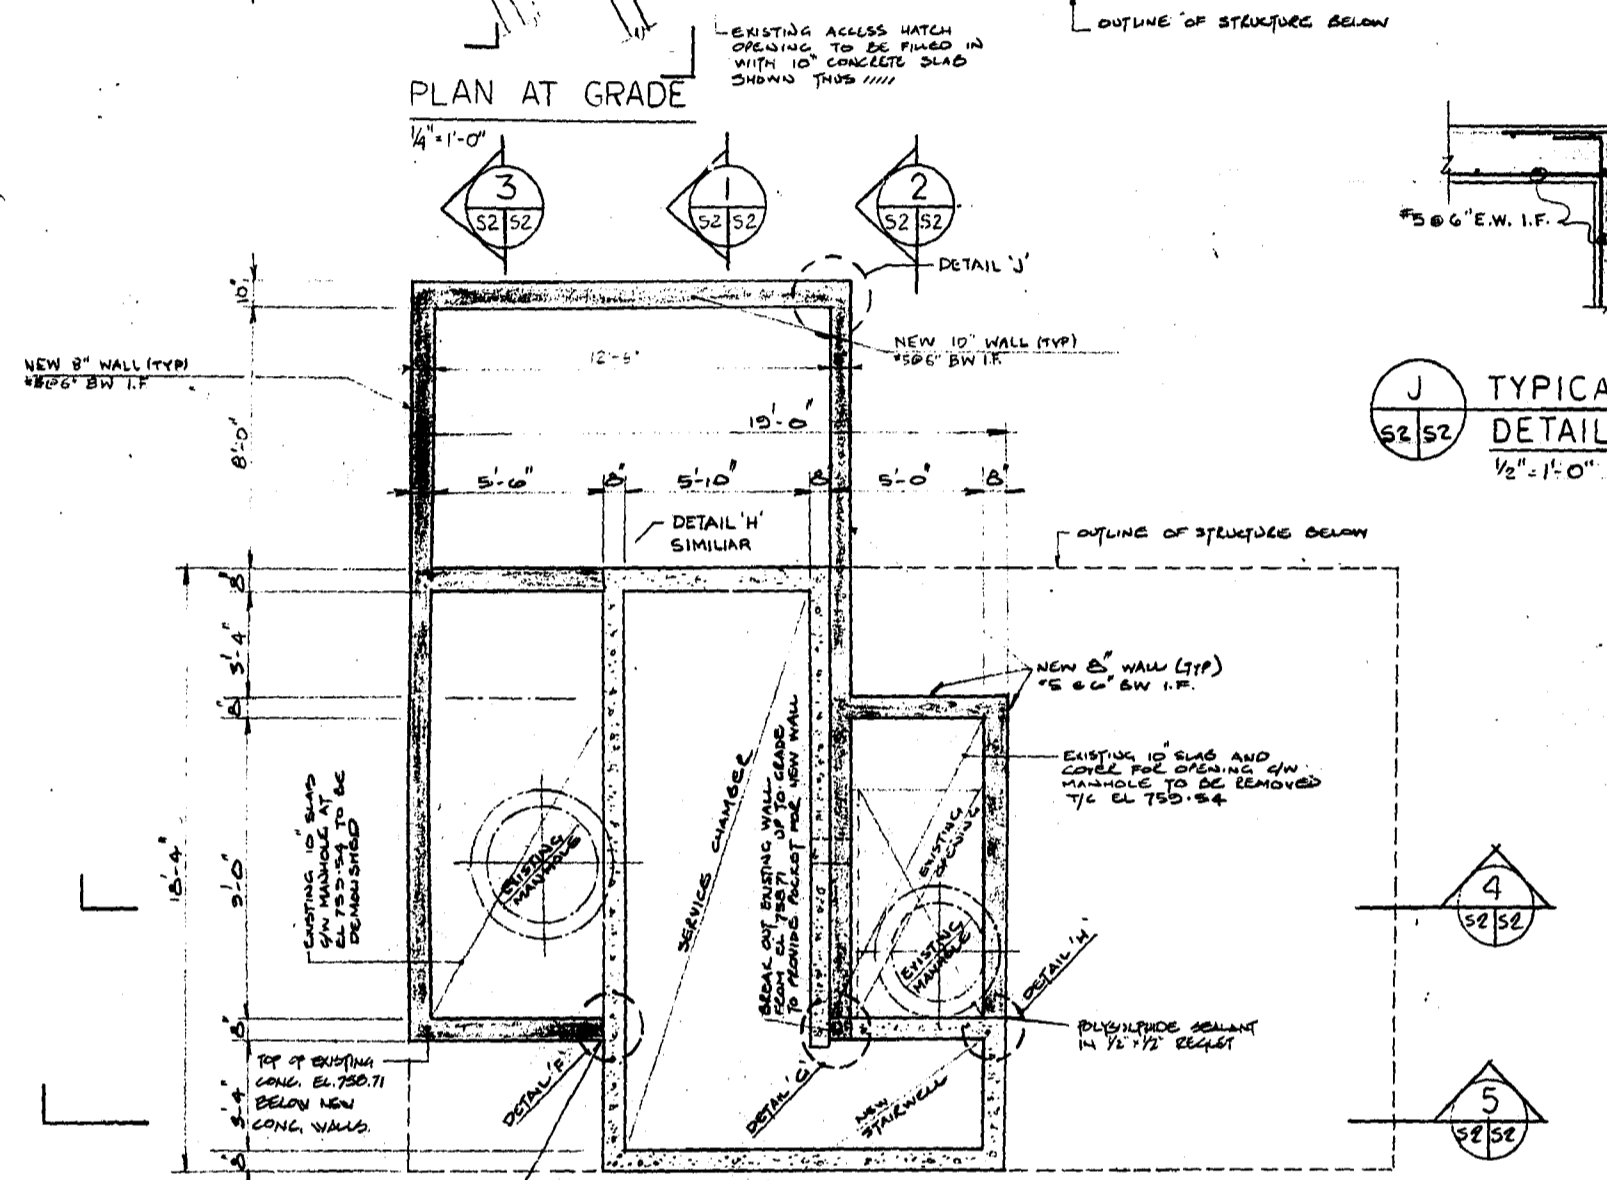 EXISTING ACCESS HATCH
OPENING TO BE FILLED IN
WITH 10" CONCRETE SLAB
SHOWN THUS /////
OUTLINE OF STRUCTURE BELOW
PLAN AT GRADE
1/4" = 1'-0"
3
S2 S2
1
S2 S2
2
S2 S2
DETAIL 'J'
#5@6" E.W. I.F.
J
S2 S2
TYPICA
DETAIL
1/2" = 1'-0"
10"
NEW 8" WALL (TYP)
#5@6" BW I.F
NEW 10" WALL (TYP)
#5@6" BW I.F.
12'-6"
19'-0"
8'-0"
5'-6"
8"
5'-10"
8
5'-0"
8"
DETAIL 'H'
SIMILIAR
OUTLINE OF STRUCTURE BELOW
8"
3'-4"
8"
18'-4"
9'-0"
8"
3'-4"
8"
NEW 8" WALL (TYP)
#5 @6" BW I.F.
EXISTING 10" SLAB AND
COVER FOR OPENING C/W
MANHOLE TO BE REMOVED
T/C EL 759.54
EXISTING 10" SLAB
C/W MANHOLE AT
EL 759.54 TO BE
DEMOLISHED
EXISTING
MANHOLE
SERVICE CHAMBER
BREAK OUT EXISTING WALL
FROM EL 758.71 UP TO GRADE
TO PROVIDE POCKET FOR NEW WALL
EXISTING
OPENING
EXISTING
MANHOLE
DETAIL 'H'
4
S2 S2
POLYSULPHIDE SEALANT
IN 1/2" x 1/2" REGLET
TOP OF EXISTING
CONC. EL. 758.71
BELOW NEW
CONC. WALLS.
DETAIL 'F'
DETAIL 'G'
NEW
STAIRWELL
5
S2 S2